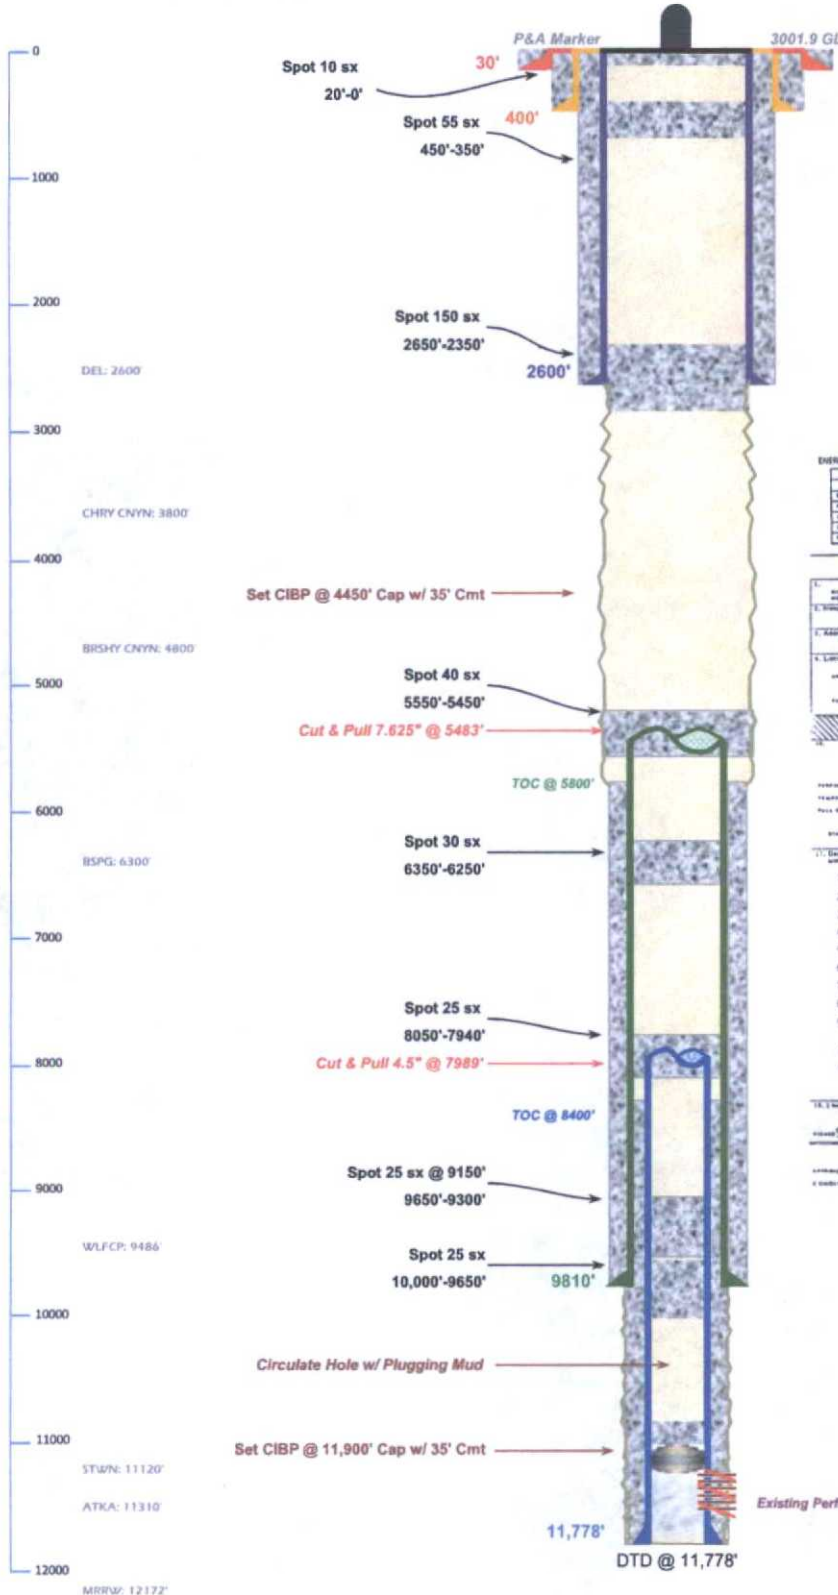 0
P&A Marker
3001.9 GL
30'
Spot 10 sx
20'-0'
400'
Spot 55 sx
450'-350'
1000
2000
Spot 150 sx
2650'-2350'
2600'
DEL: 2600'
3000
CHRY CNYN: 3800'
4000
Set CIBP @ 4450' Cap w/ 35' Cmt
BRSHY CNYN: 4800'
Spot 40 sx
5000
5550'-5450'
Cut & Pull 7.625" @ 5483'
TOC @ 5800'
6000
Spot 30 sx
BSPG: 6300'
6350'-6250'
7000
Spot 25 sx
8050'-7940'
8000
Cut & Pull 4.5" @ 7989'
TOC @ 8400'
Spot 25 sx @ 9150'
9000
9650'-9300'
WLFCP: 9486'
Spot 25 sx
10,000'-9650'
9810'
10000
Circulate Hole w/ Plugging Mud
11000
Set CIBP @ 11,900' Cap w/ 35' Cmt
STWN: 11120'
ATKA: 11310'
Existing Perf
11,778'
DTD @ 11,778'
12000
MRRW: 12172'